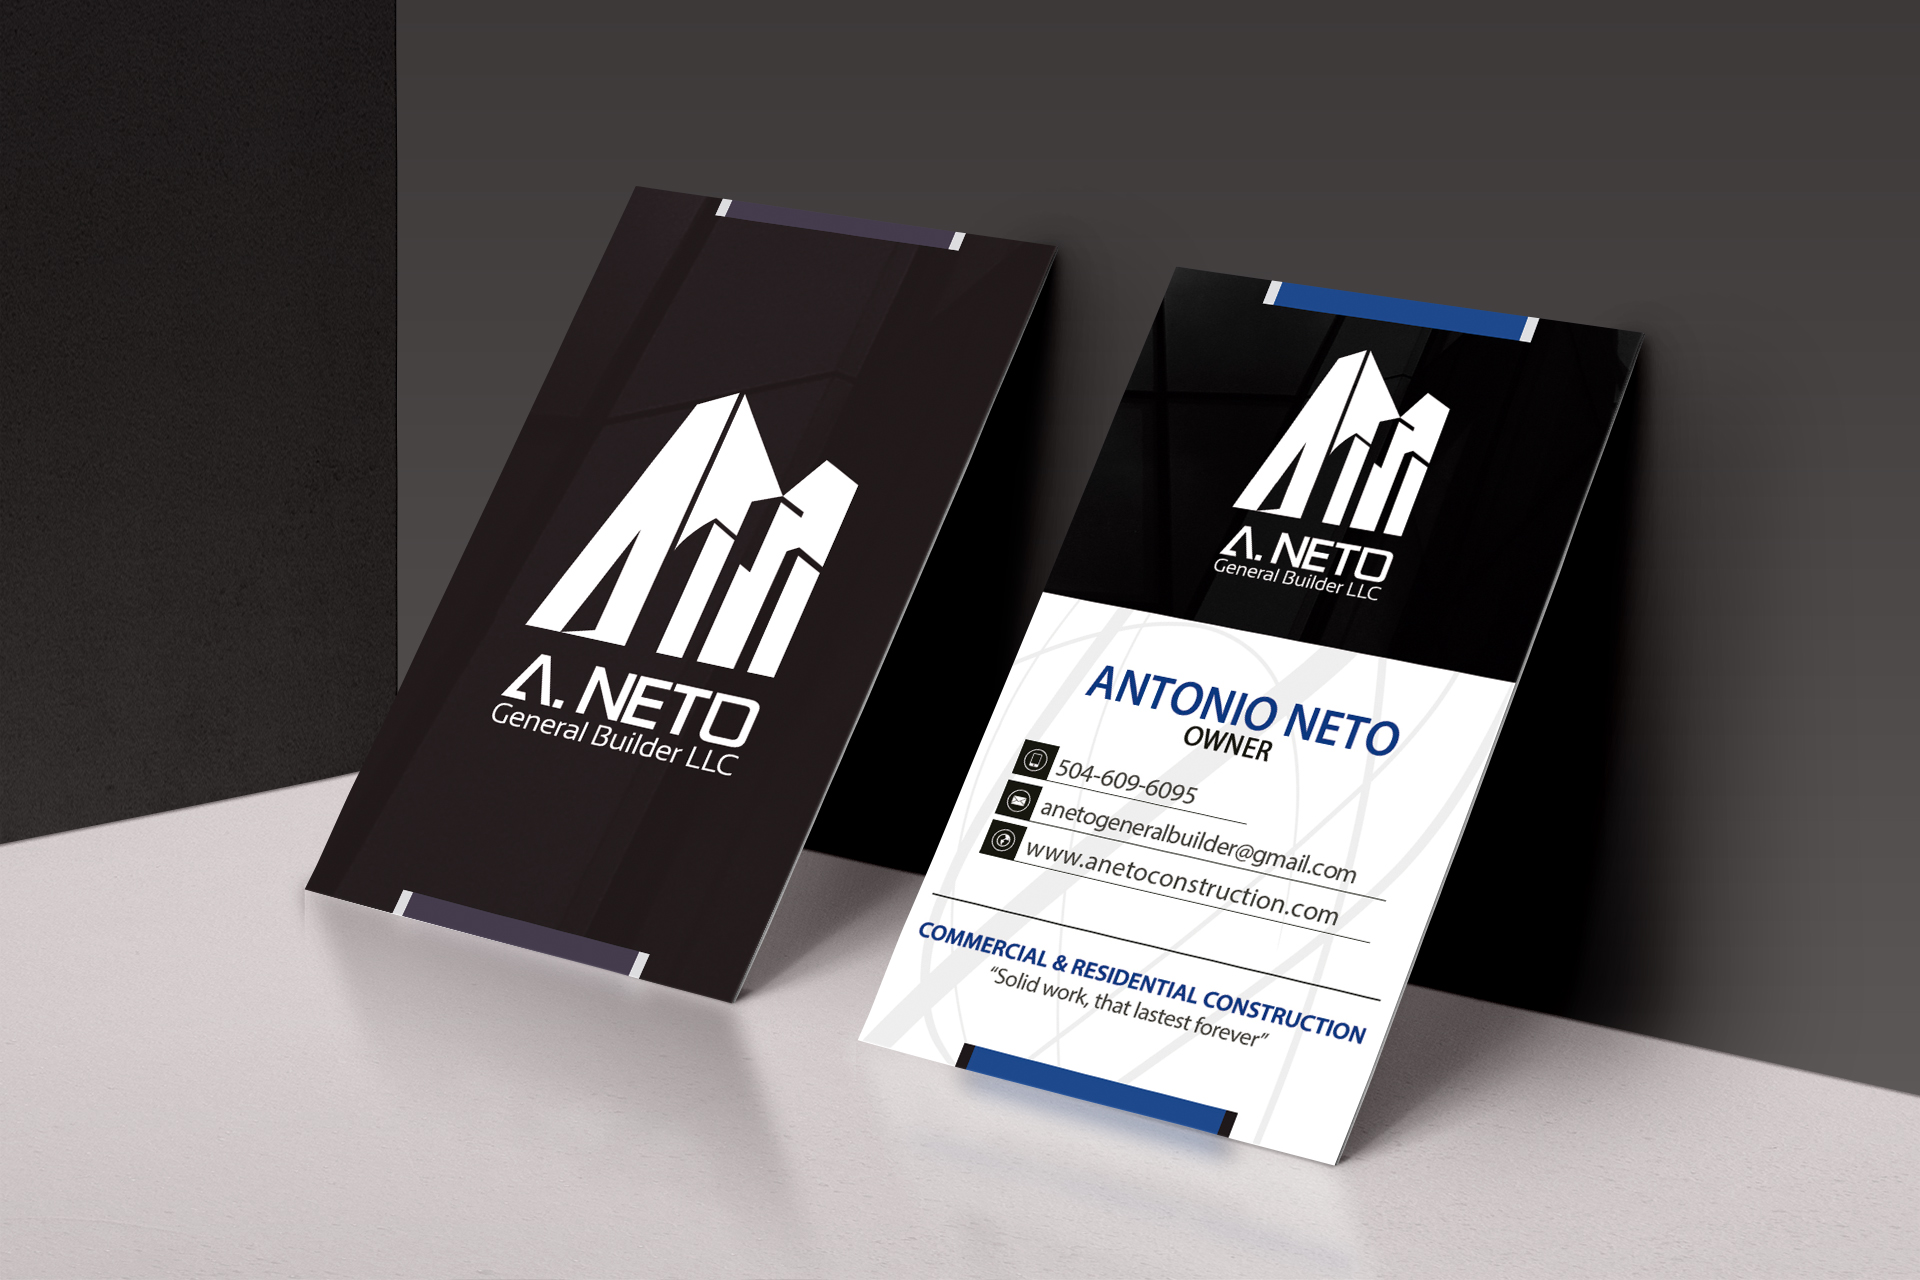 A. NETO
General Builder LLC
A. NETO
General Builder LLC
ANTONIO NETO
OWNER
504-609-6095
anetogeneralbuilder@gmail.com
www.anetoconstruction.com
COMMERCIAL & RESIDENTIAL CONSTRUCTION
“Solid work, that lastest forever”